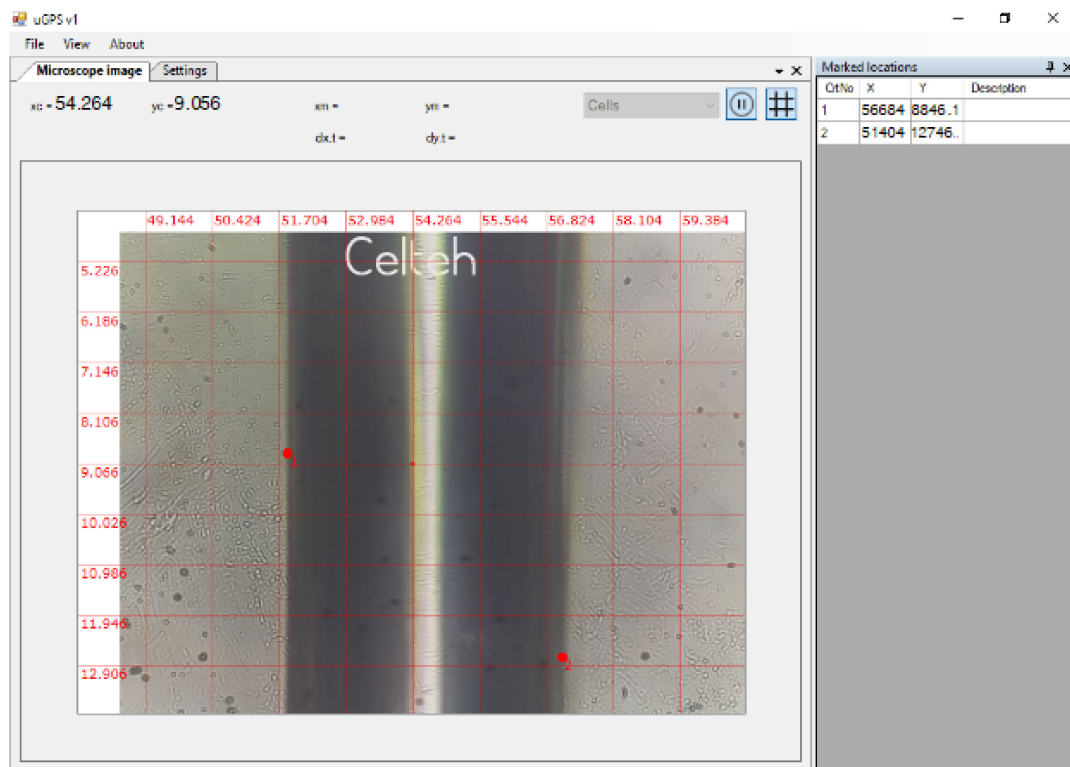 uGPS v1
File View About
Microscope image Settings
xc = 54.264 yc = 9.056 xm = ym = Cells
dx.t = dy.t =
49.144 50.424 51.704 52.984 54.264 55.544 56.824 58.104 59.384
Celteh
5.226
6.186
7.146
8.106
1
9.066
10.026
10.986
11.946
2
12.906
Marked locations
CrtNo X Y Description
1 56684 8846.1
2 51404 12746..